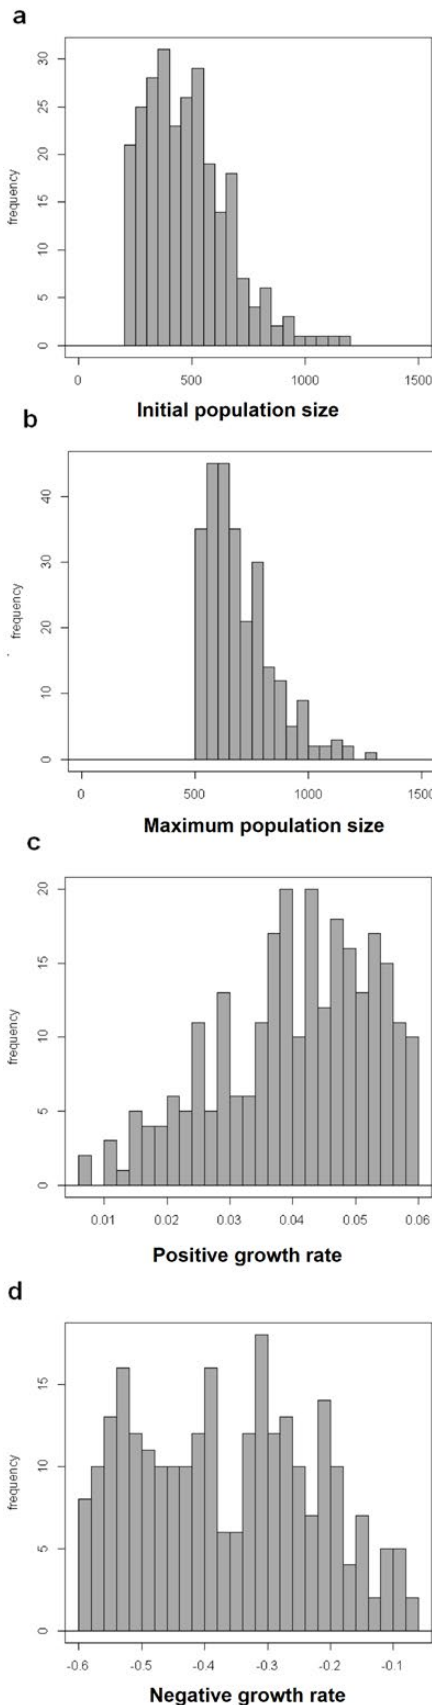 a
30
25
20
15
10
5
0
frequency
0 500 1000 1500
Initial population size
b
40
30
20
10
0
frequency
0 500 1000 1500
Maximum population size
c
20
15
10
5
0
frequency
0.01 0.02 0.03 0.04 0.05 0.06
Positive growth rate
d
15
10
5
0
frequency
-0.6 -0.5 -0.4 -0.3 -0.2 -0.1
Negative growth rate